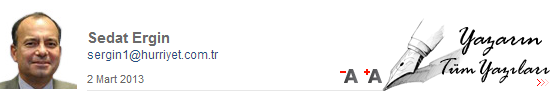 Sedat Ergin
sergin1@hurriyet.com.tr
2 Mart 2013
-A +A
Yazarın
Tüm Yazıları